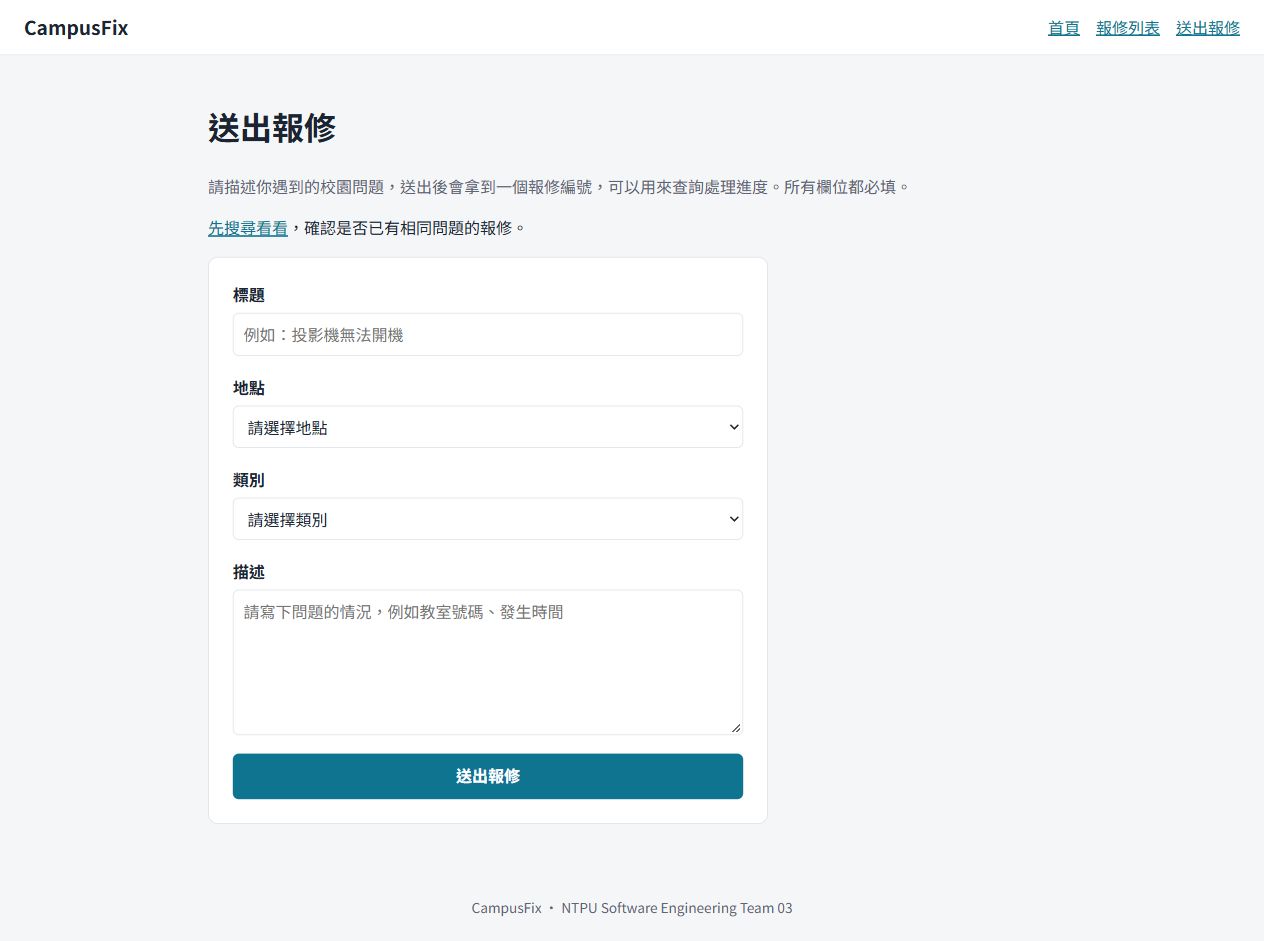 CampusFix
首頁 報修列表 送出報修
送出報修
請描述你遇到的校園問題，送出後會拿到一個報修編號，可以用來查詢處理進度。所有欄位都必填。
先搜尋看看，確認是否已有相同問題的報修。
標題
例如：投影機無法開機
地點
請選擇地點
類別
請選擇類別
描述
請寫下問題的情況，例如教室號碼、發生時間
送出報修
CampusFix ・ NTPU Software Engineering Team 03